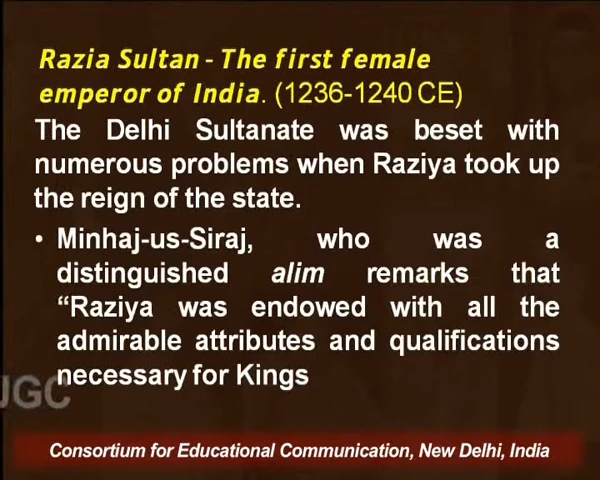 Razia Sultan - The first female
emperor of India. (1236-1240 CE)
The Delhi Sultanate was beset with
numerous problems when Raziya took up
the reign of the state.
• Minhaj-us-Siraj, who was a
distinguished alim remarks that
“Raziya was endowed with all the
admirable attributes and qualifications
necessary for Kings
JGC
Consortium for Educational Communication, New Delhi, India